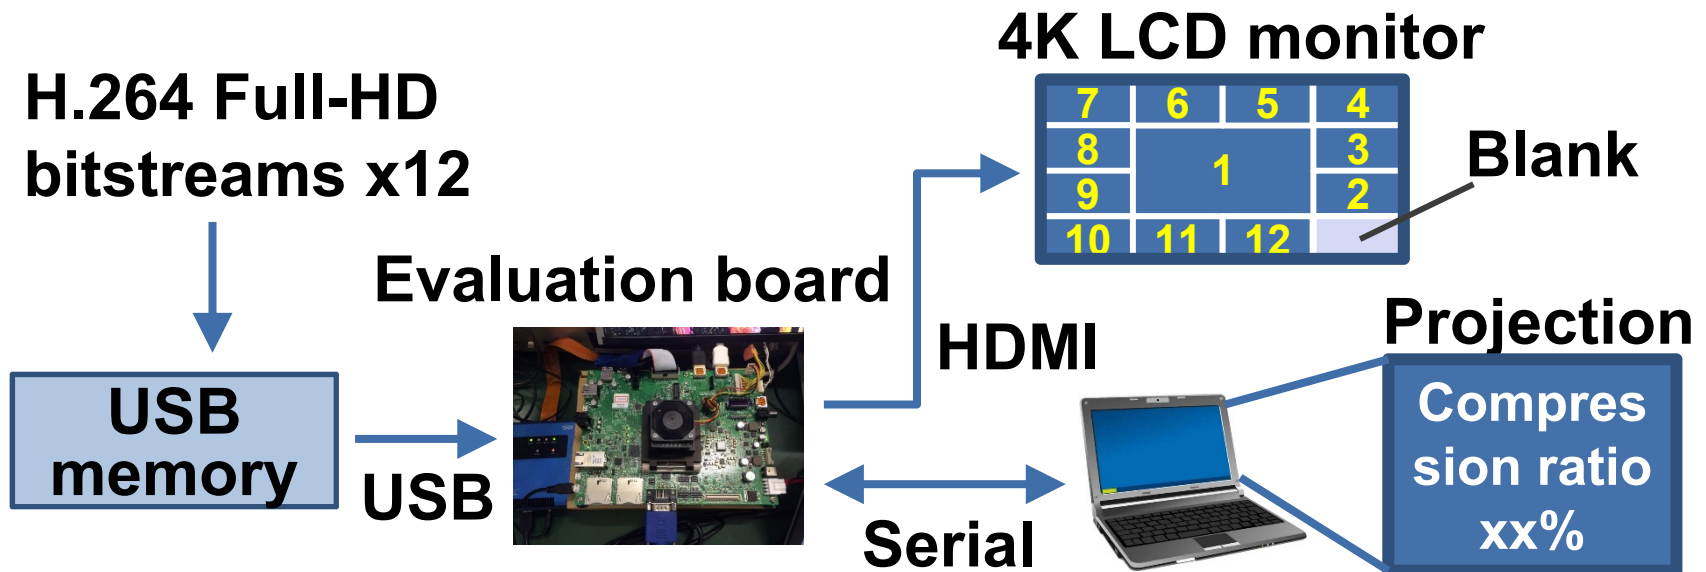 H.264 Full-HD
bitstreams x12
USB
memory
USB
Evaluation board
HDMI
Serial
4K LCD monitor
7 6 5 4
8 3
1
9 2
10 11 12
Blank
Projection
Compres
sion ratio
xx%